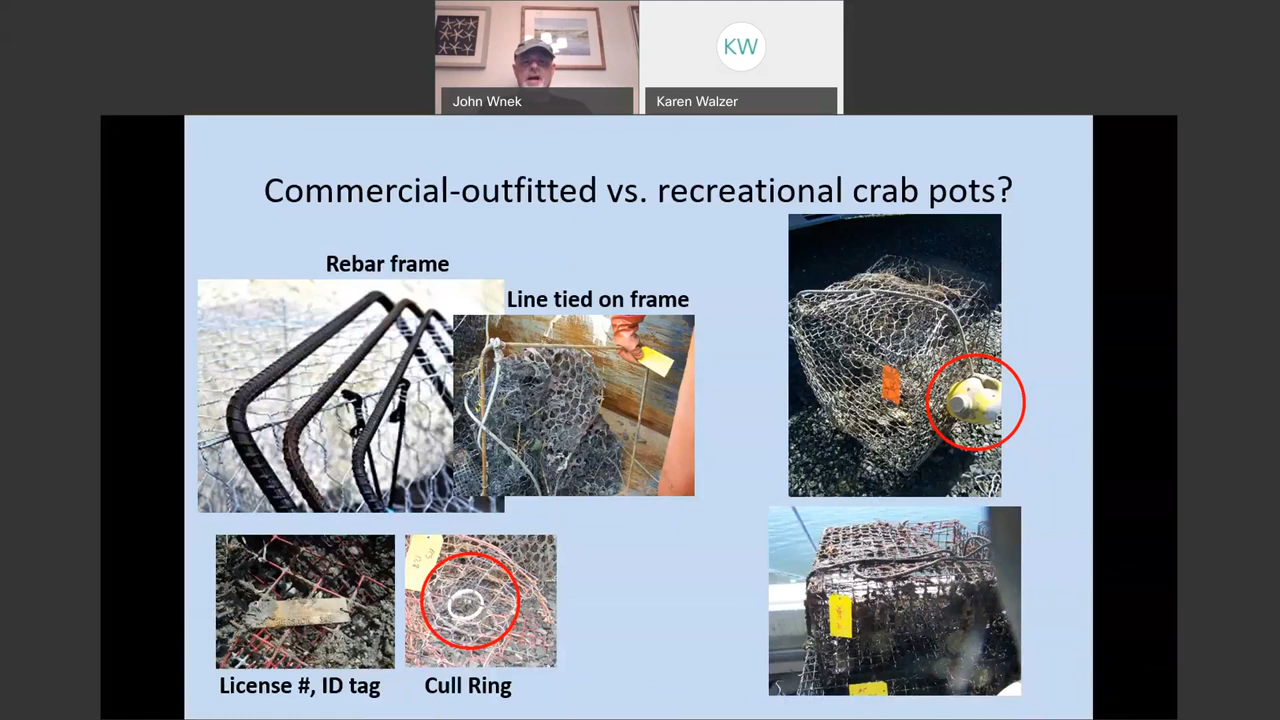 KW
John Wnek
Karen Walzer
Commercial-outfitted vs. recreational crab pots?
Rebar frame
Line tied on frame
License #, ID tag
Cull Ring